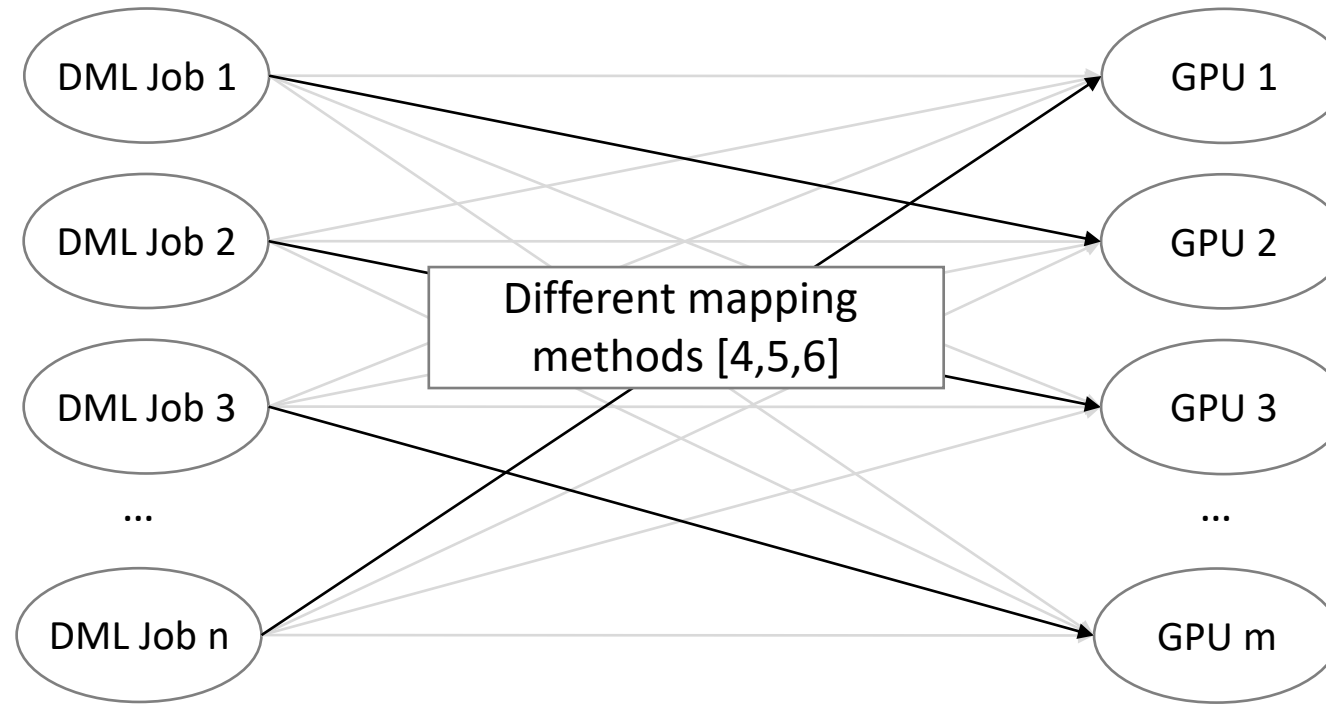 DML Job 1
GPU 1
DML Job 2
GPU 2
Different mapping
methods [4,5,6]
DML Job 3
GPU 3
...
...
DML Job n
GPU m